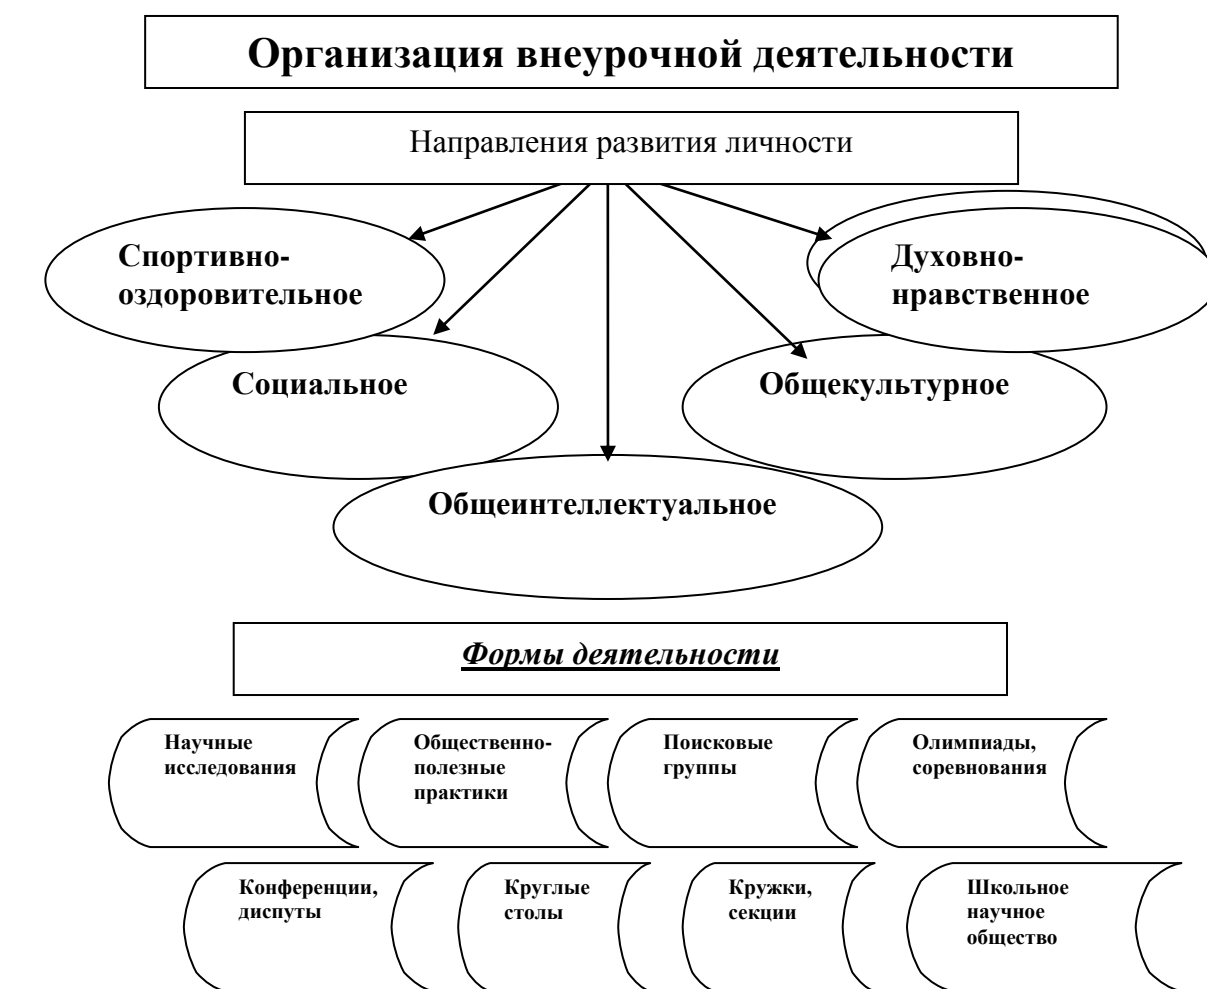 Организация внеурочной деятельности
Направления развития личности
Спортивно-
оздоровительное
Духовно-
нравственное
Социальное
Общекультурное
Общеинтеллектуальное
Формы деятельности
Научные
исследования
Общественно-
полезные
практики
Поисковые
группы
Олимпиады,
соревнования
Конференции,
диспуты
Круглые
столы
Кружки,
секции
Школьное
научное
общество